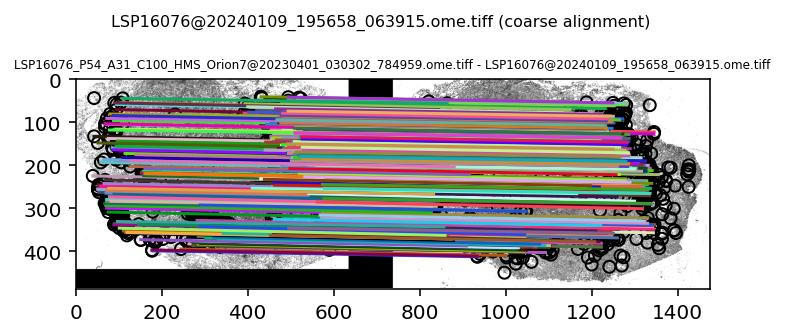 LSP16076@20240109_195658_063915.ome.tiff (coarse alignment)
LSP16076_P54_A31_C100_HMS_Orion7@20230401_030302_784959.ome.tiff - LSP16076@20240109_195658_063915.ome.tiff
0
100
200
300
400
0 200 400 600 800 1000 1200 1400